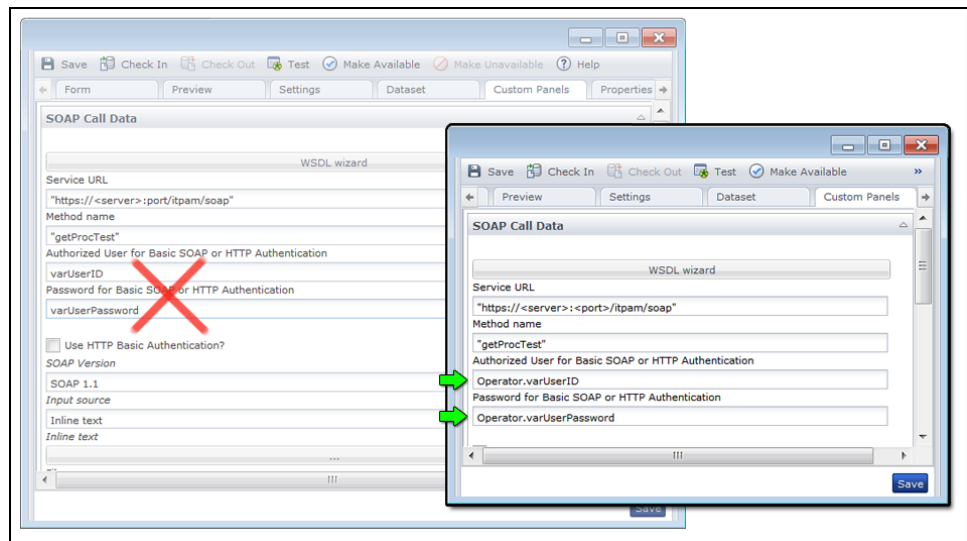 Save Check In Check Out Test Make Available Make Unavailable Help
Form Preview Settings Dataset Custom Panels Properties
SOAP Call Data
WSDL wizard
Service URL
"https://<server>:port/itpam/soap"
Method name
"getProcTest"
Authorized User for Basic SOAP or HTTP Authentication
varUserID
Password for Basic SOAP or HTTP Authentication
varUserPassword
Use HTTP Basic Authentication?
SOAP Version
SOAP 1.1
Input source
Inline text
Inline text
...
Save
Save Check In Check Out Test Make Available »
Preview Settings Dataset Custom Panels
SOAP Call Data
WSDL wizard
Service URL
"https://<server>:<port>/itpam/soap"
Method name
"getProcTest"
Authorized User for Basic SOAP or HTTP Authentication
Operator.varUserID
Password for Basic SOAP or HTTP Authentication
Operator.varUserPassword
Save